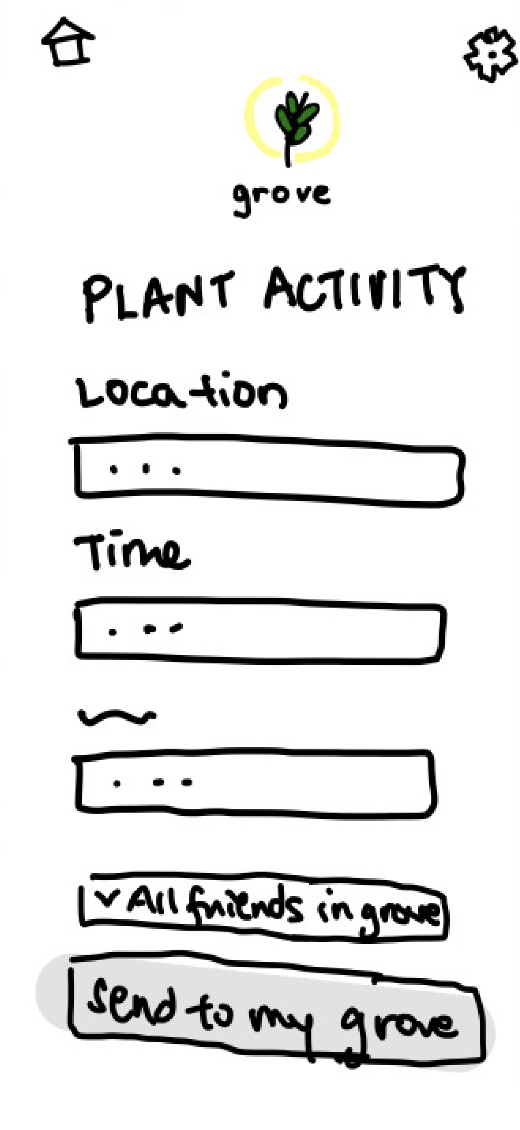 grove
PLANT ACTIVITY
Location
...
Time
...
...
All friends in grove
send to my grove